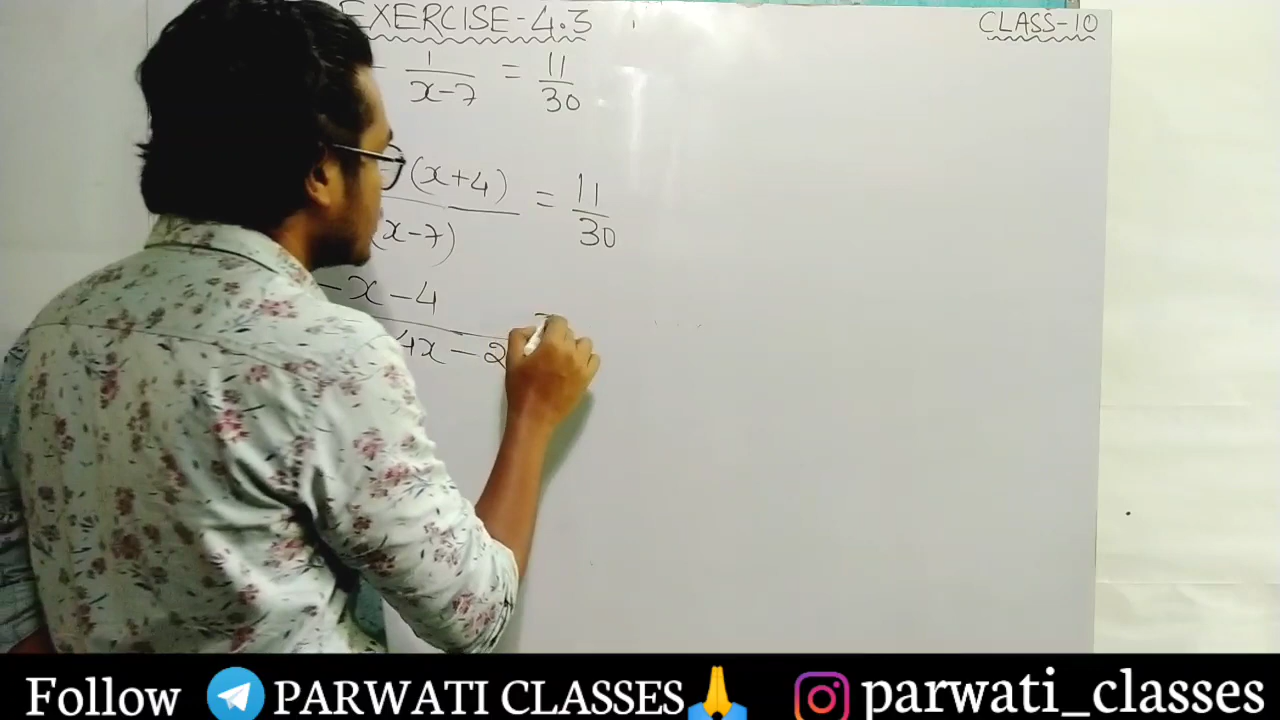 EXERCISE-4.3
CLASS-10
- 1/(x-7) = 11/30
-(x+4)/(x-7) = 11/30
-x-4
4x-2
Follow PARWATI CLASSES🙏 parwati_classes